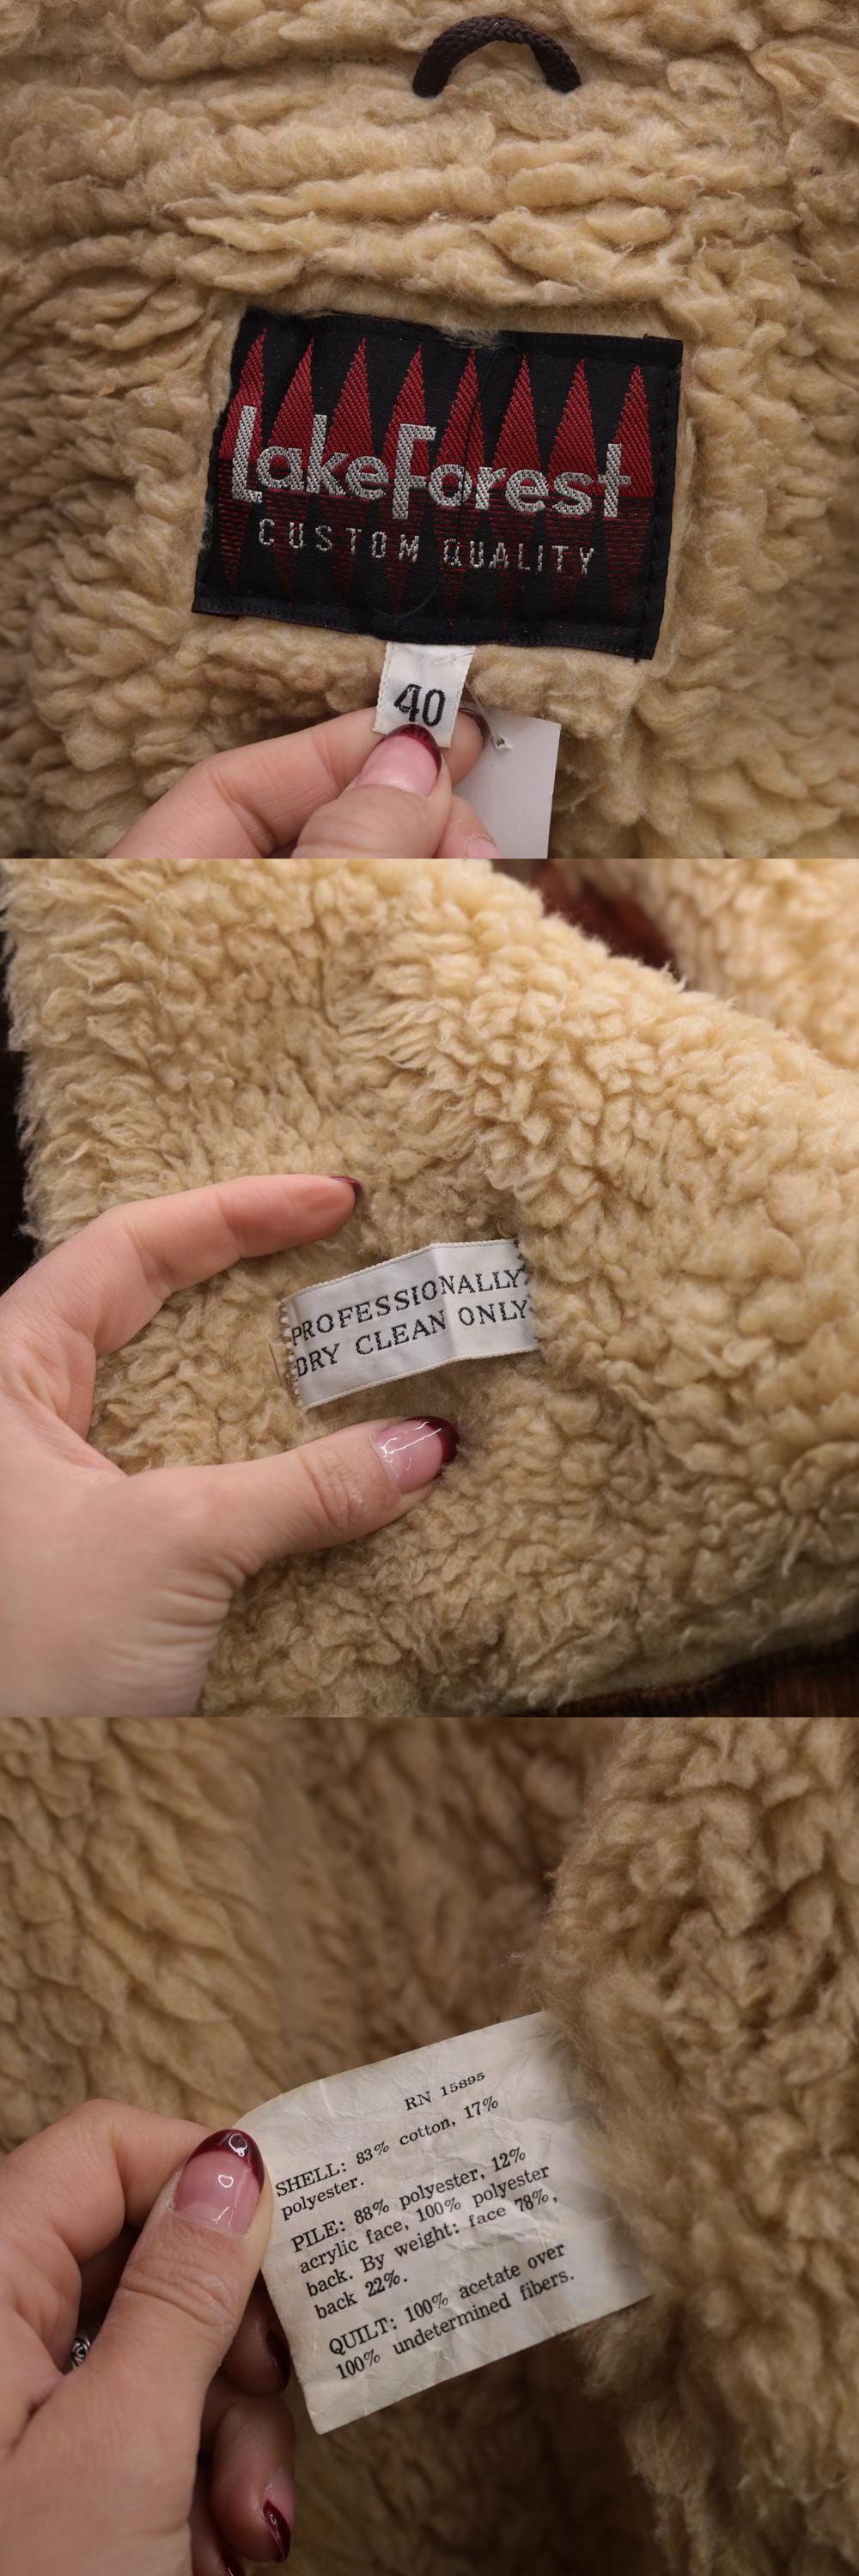 LakeForest
CUSTOM QUALITY
40
PROFESSIONALLY
DRY CLEAN ONLY
RN 15895
SHELL: 83% cotton, 17%
polyester.
PILE: 88% polyester, 12%
acrylic face, 100% polyester
back. By weight: face 78%,
back 22%.
QUILT: 100% acetate over
100% undetermined fibers.